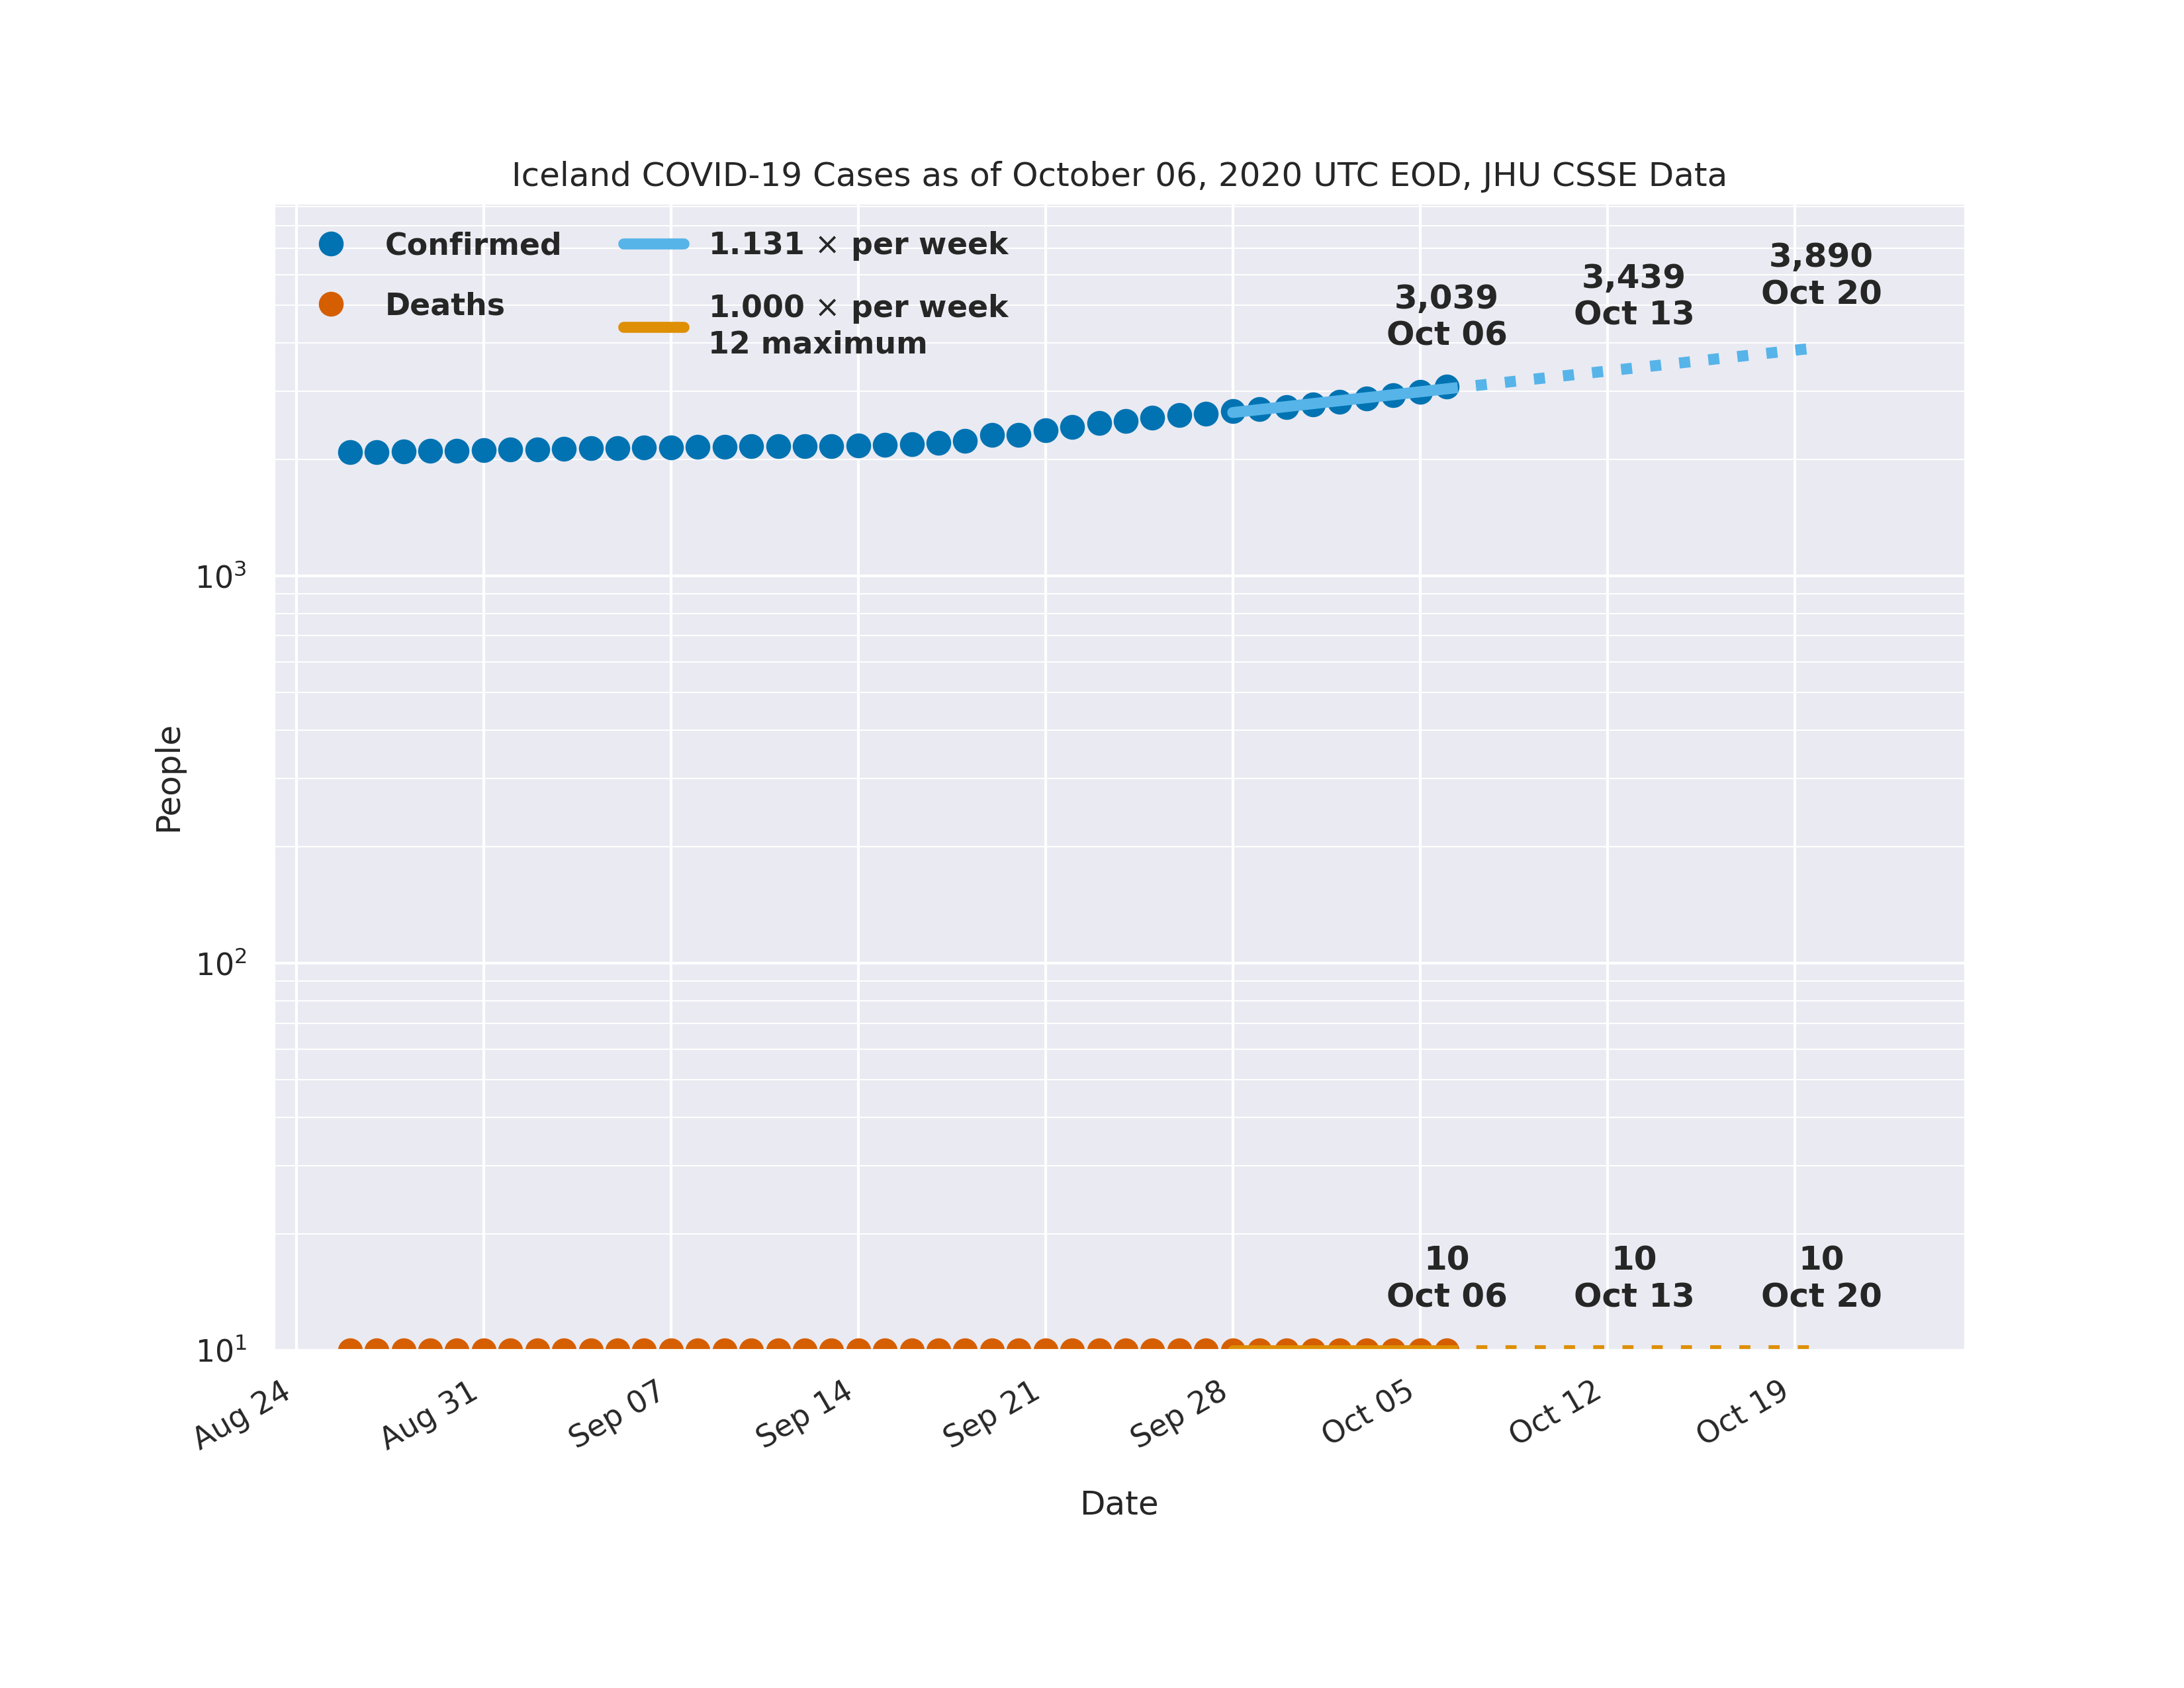 Iceland COVID-19 Cases as of October 06, 2020 UTC EOD, JHU CSSE Data
Confirmed
Deaths
1.131 × per week
1.000 × per week
12 maximum
3,039
Oct 06
3,439
Oct 13
3,890
Oct 20
People
10³
10²
10¹
10
Oct 06
10
Oct 13
10
Oct 20
Aug 24
Aug 31
Sep 07
Sep 14
Sep 21
Sep 28
Oct 05
Oct 12
Oct 19
Date